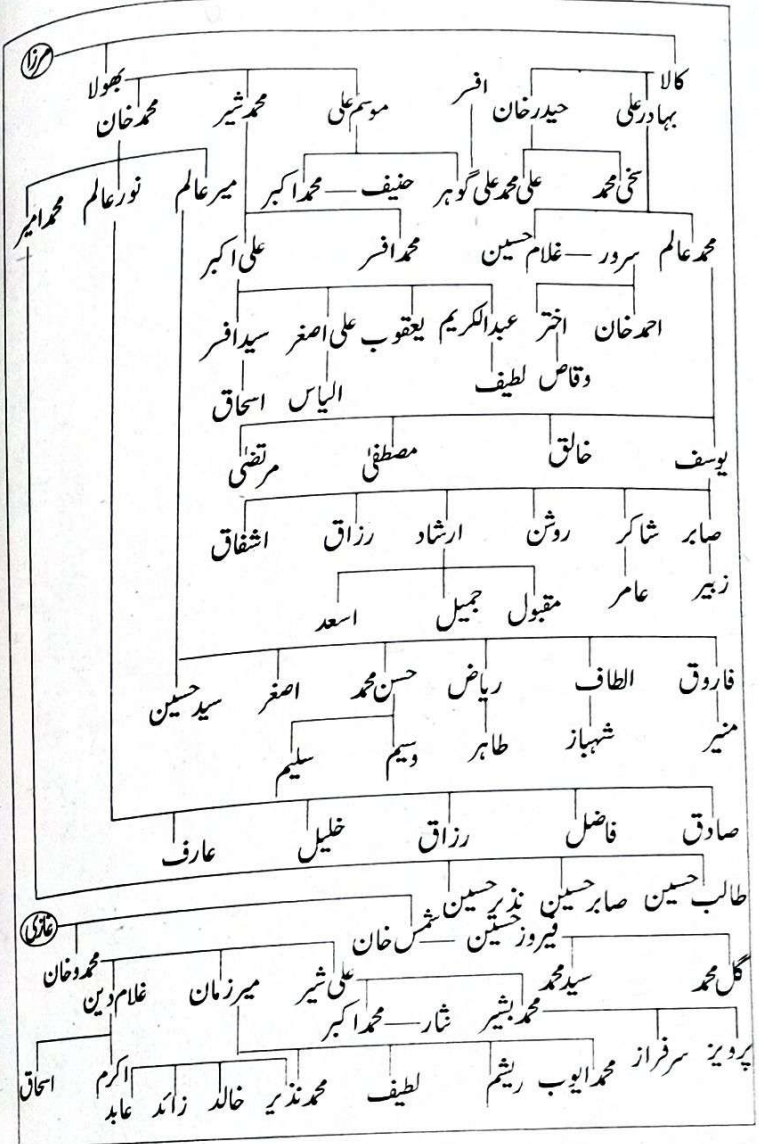 مرزا
کالا بھولا
بہادر علی حیدر خان افسر موسم علی محمد شیر محمد خان
سخی محمد علی محمد علی گوہر حنیف — محمد اکبر میر عالم نور عالم محمد امیر
محمد عالم سرور — غلام حسین محمد افسر علی اکبر
احمد خان اختر عبدالکریم یعقوب علی اصغر سید افسر
وقاص لطیف الیاس اسحاق
یوسف خالق مصطفیٰ مرتضیٰ
صابر شاکر روشن ارشاد رزاق اشفاق
زبیر عامر مقبول جمیل اسعد
فاروق الطاف ریاض حسن محمد اصغر سید حسین
منیر شہباز طاہر وسیم سلیم
صادق فاضل رزاق خلیل عارف
طالب حسین صابر حسین نذیر حسین
غازی
فیروز حسین — شمس خان محمدو خان
گل محمد سید محمد علی شیر میر زمان غلام دین
محمد بشیر نثار — محمد اکبر
پرویز سرفراز محمد ایوب ریشم لطیف محمد نذیر خالد زائد عابد اکرم اسحاق